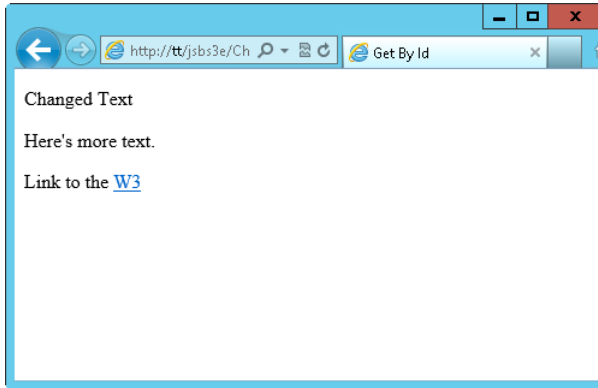 http://tt/jsbs3e/Ch
Get By Id
Changed Text
Here's more text.
Link to the W3